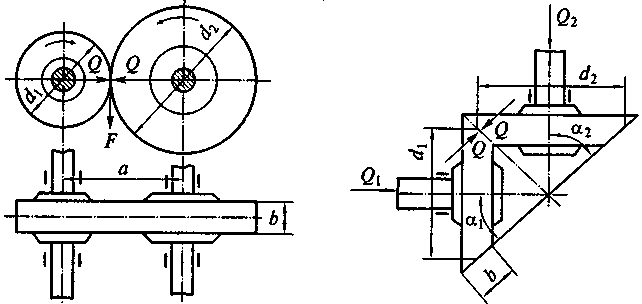 d₁
Q
Q
d₂
F
a
b
Q₂
d₂
Q
Q
α₂
d₁
Q₁
α₁
b